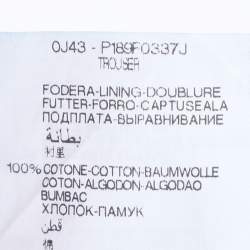 0J43 - P189F0337J
TROUSER
FODERA-LINING-DOUBLURE
FUTTER-FORRO-CAPTUSEALA
ПОДПЛАТА-ВЫРАВНИВАНИЕ
بطانة
衬里
100% COTONE-COTTON-BAUMWOLLE
COTON-ALGODON-ALGODAO
BUMBAC
ХЛОПОК-ПАМУК
قطن
棉